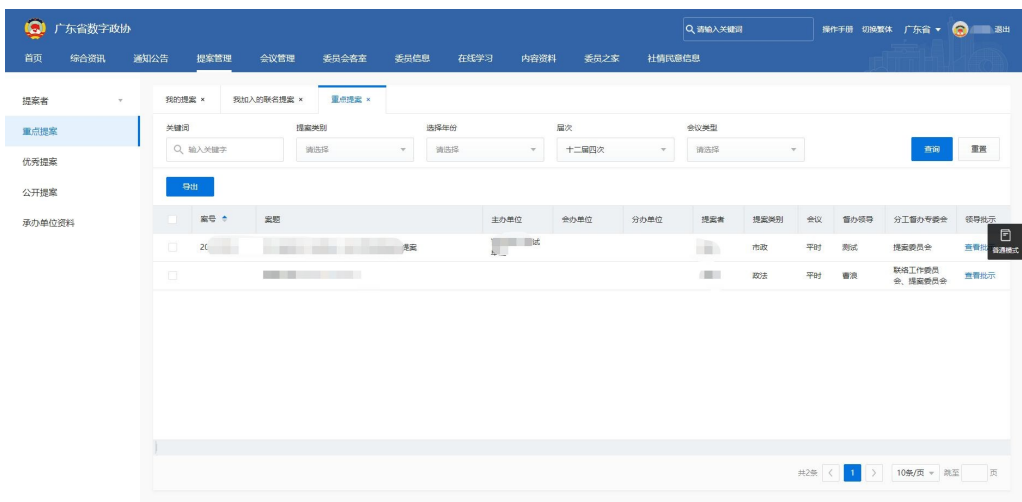 广东省数字政协
请输入关键词
操作手册 切换繁体 广东省 退出
首页 综合资讯 通知公告 提案管理 会议管理 委员会客室 委员信息 在线学习 内容资料 委员之家 社情民意信息
提案者
重点提案
优秀提案
公开提案
承办单位资料
我的提案 × 我加入的联名提案 × 重点提案 ×
关键词 提案类别 选择年份 届次 会议类型
输入关键字 请选择 请选择 十二届四次 请选择 查询 重置
导出
案号 案题 主办单位 会办单位 分办单位 提案者 提案类别 会议 督办领导 分工督办专委会 领导批示
20 提案 试 市政 平时 测试 提案委员会 查看批
普通模式
政法 平时 曹浪 联络工作委员会、提案委员会 查看批示
共2条 1 10条/页 跳至 页